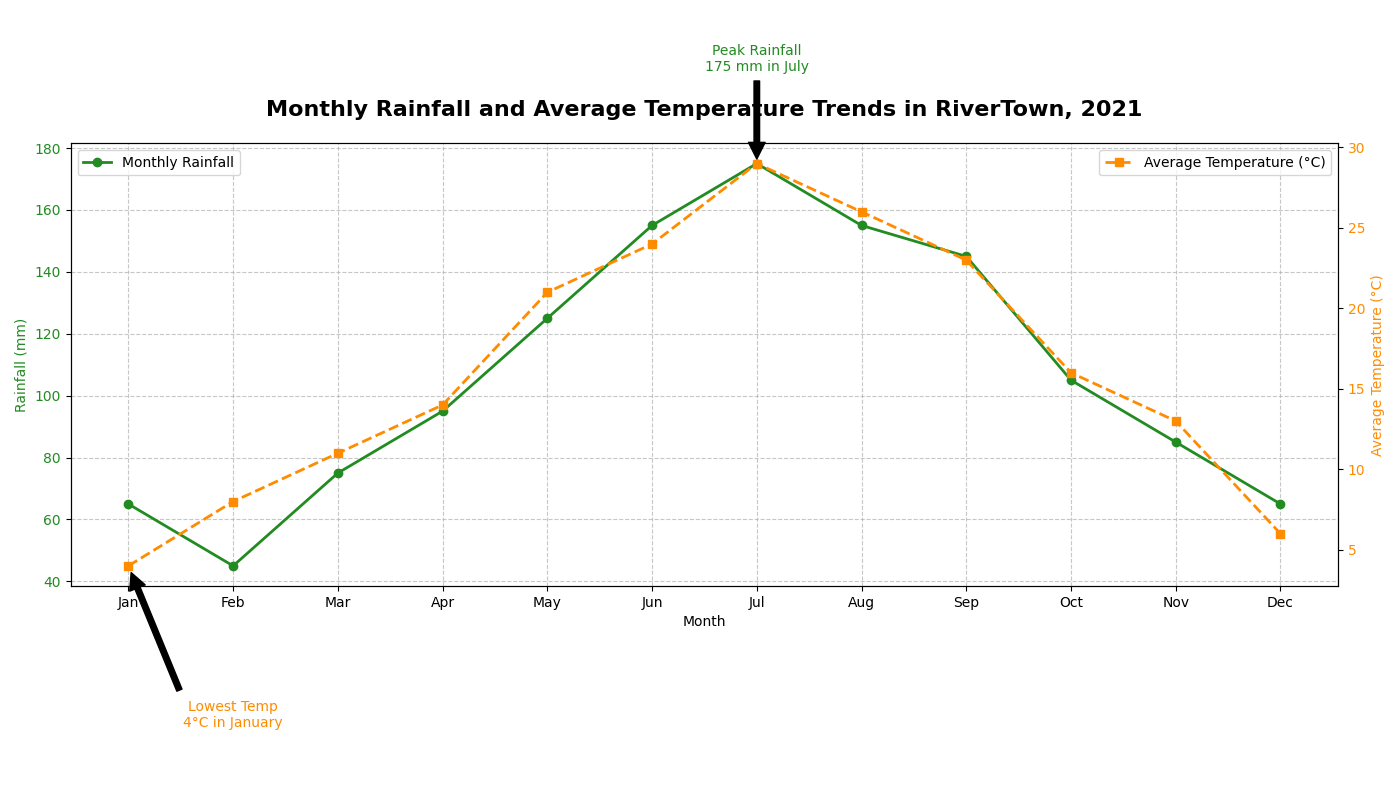 Peak Rainfall
175 mm in July
Monthly Rainfall and Average Temperature Trends in RiverTown, 2021
Monthly Rainfall
Average Temperature (°C)
Rainfall (mm)
180
160
140
120
100
80
60
40
30
25
20
15
10
5
Average Temperature (°C)
Jan
Feb
Mar
Apr
May
Jun
Jul
Aug
Sep
Oct
Nov
Dec
Month
Lowest Temp
4°C in January